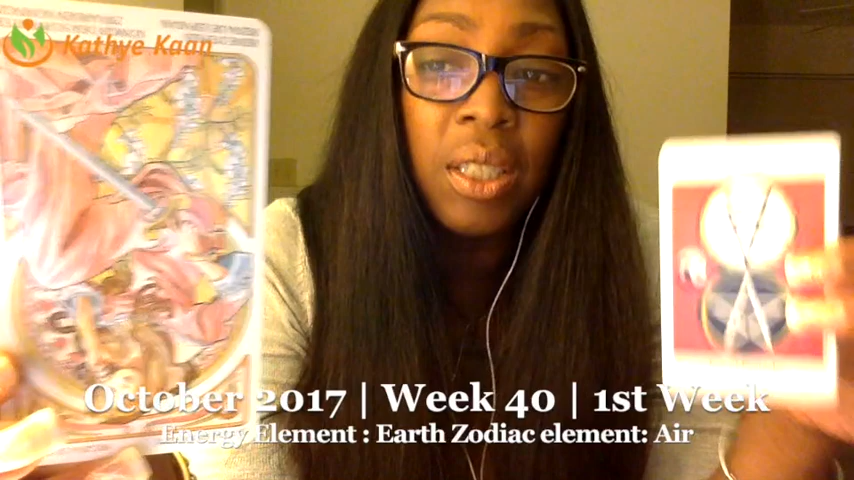 Kathye Kaan
October 2017 | Week 40 | 1st Week
Energy Element : Earth Zodiac element: Air